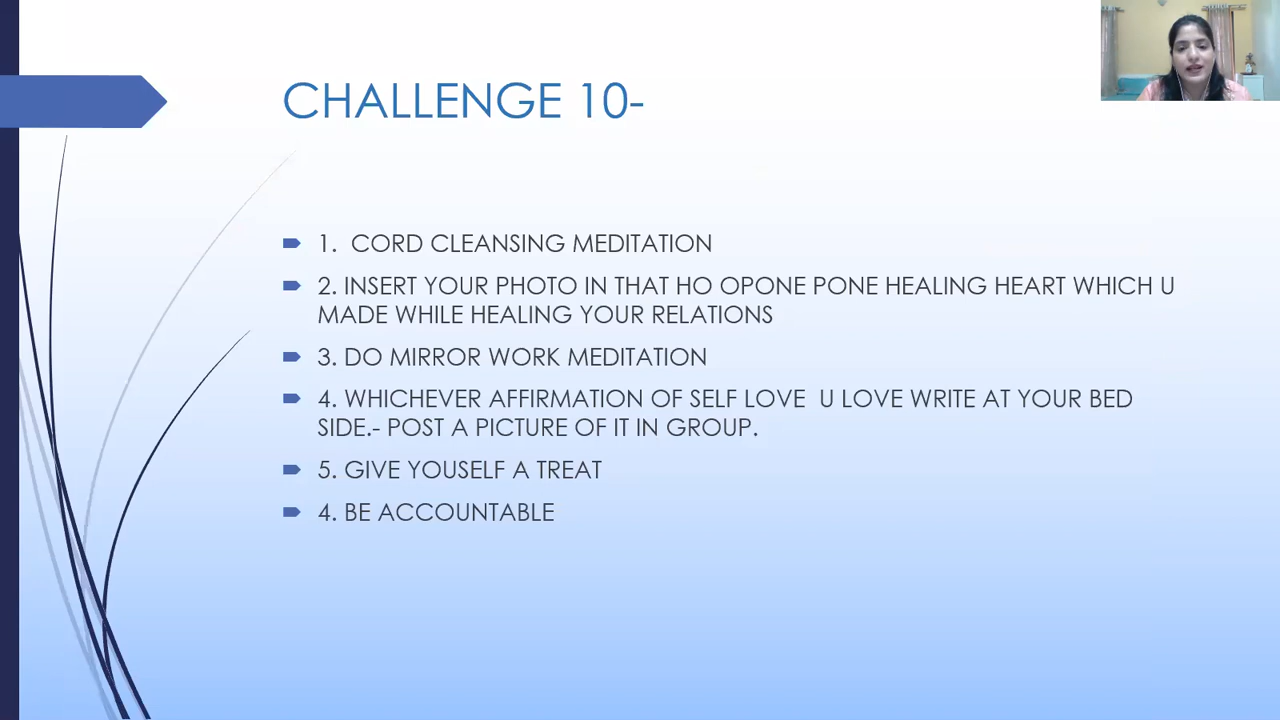 CHALLENGE 10-
1. CORD CLEANSING MEDITATION
2. INSERT YOUR PHOTO IN THAT HO OPONE PONE HEALING HEART WHICH U
MADE WHILE HEALING YOUR RELATIONS
3. DO MIRROR WORK MEDITATION
4. WHICHEVER AFFIRMATION OF SELF LOVE U LOVE WRITE AT YOUR BED
SIDE.- POST A PICTURE OF IT IN GROUP.
5. GIVE YOUSELF A TREAT
4. BE ACCOUNTABLE